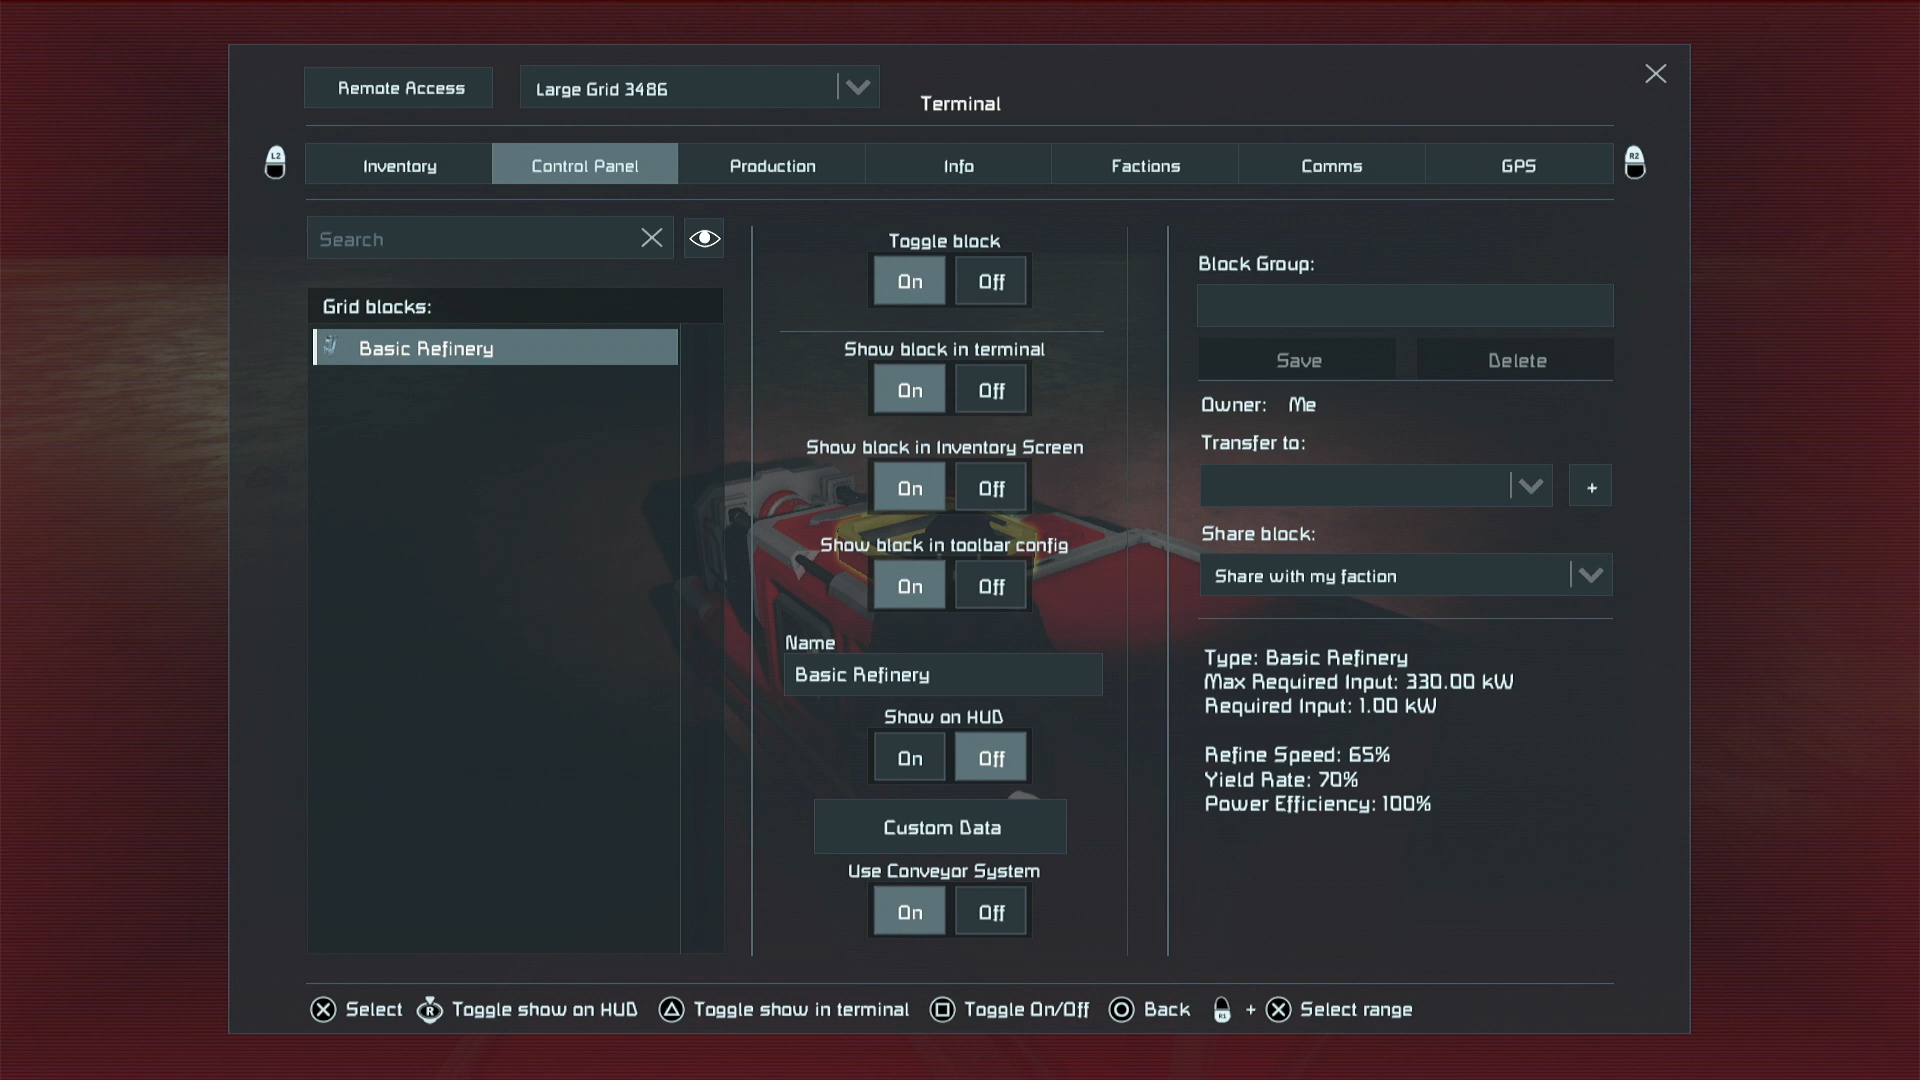 Remote Access
Large Grid 3486
Terminal
L2
Inventory
Control Panel
Production
Info
Factions
Comms
GPS
R2
Search
Grid blocks:
Basic Refinery
Toggle block
On Off
Show block in terminal
On Off
Show block in Inventory Screen
On Off
Show block in toolbar config
On Off
Name
Basic Refinery
Show on HUD
On Off
Custom Data
Use Conveyor System
On Off
Block Group:
Save Delete
Owner: Me
Transfer to:
+
Share block:
Share with my faction
Type: Basic Refinery
Max Required Input: 330.00 kW
Required Input: 1.00 kW
Refine Speed: 65%
Yield Rate: 70%
Power Efficiency: 100%
Select R Toggle show on HUD Toggle show in terminal Toggle On/Off Back R1 + Select range